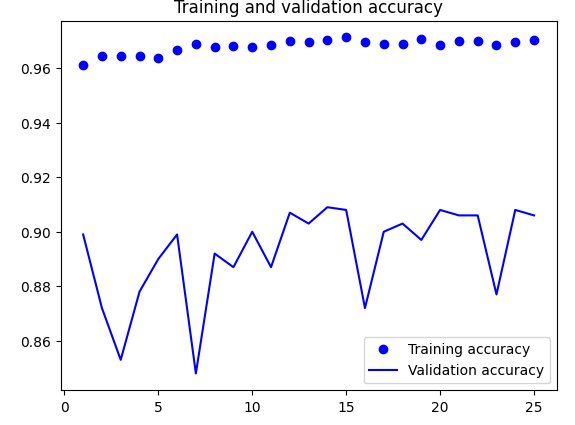 Training and validation accuracy
0.96
0.94
0.92
0.90
0.88
0.86
Training accuracy
Validation accuracy
0 5 10 15 20 25